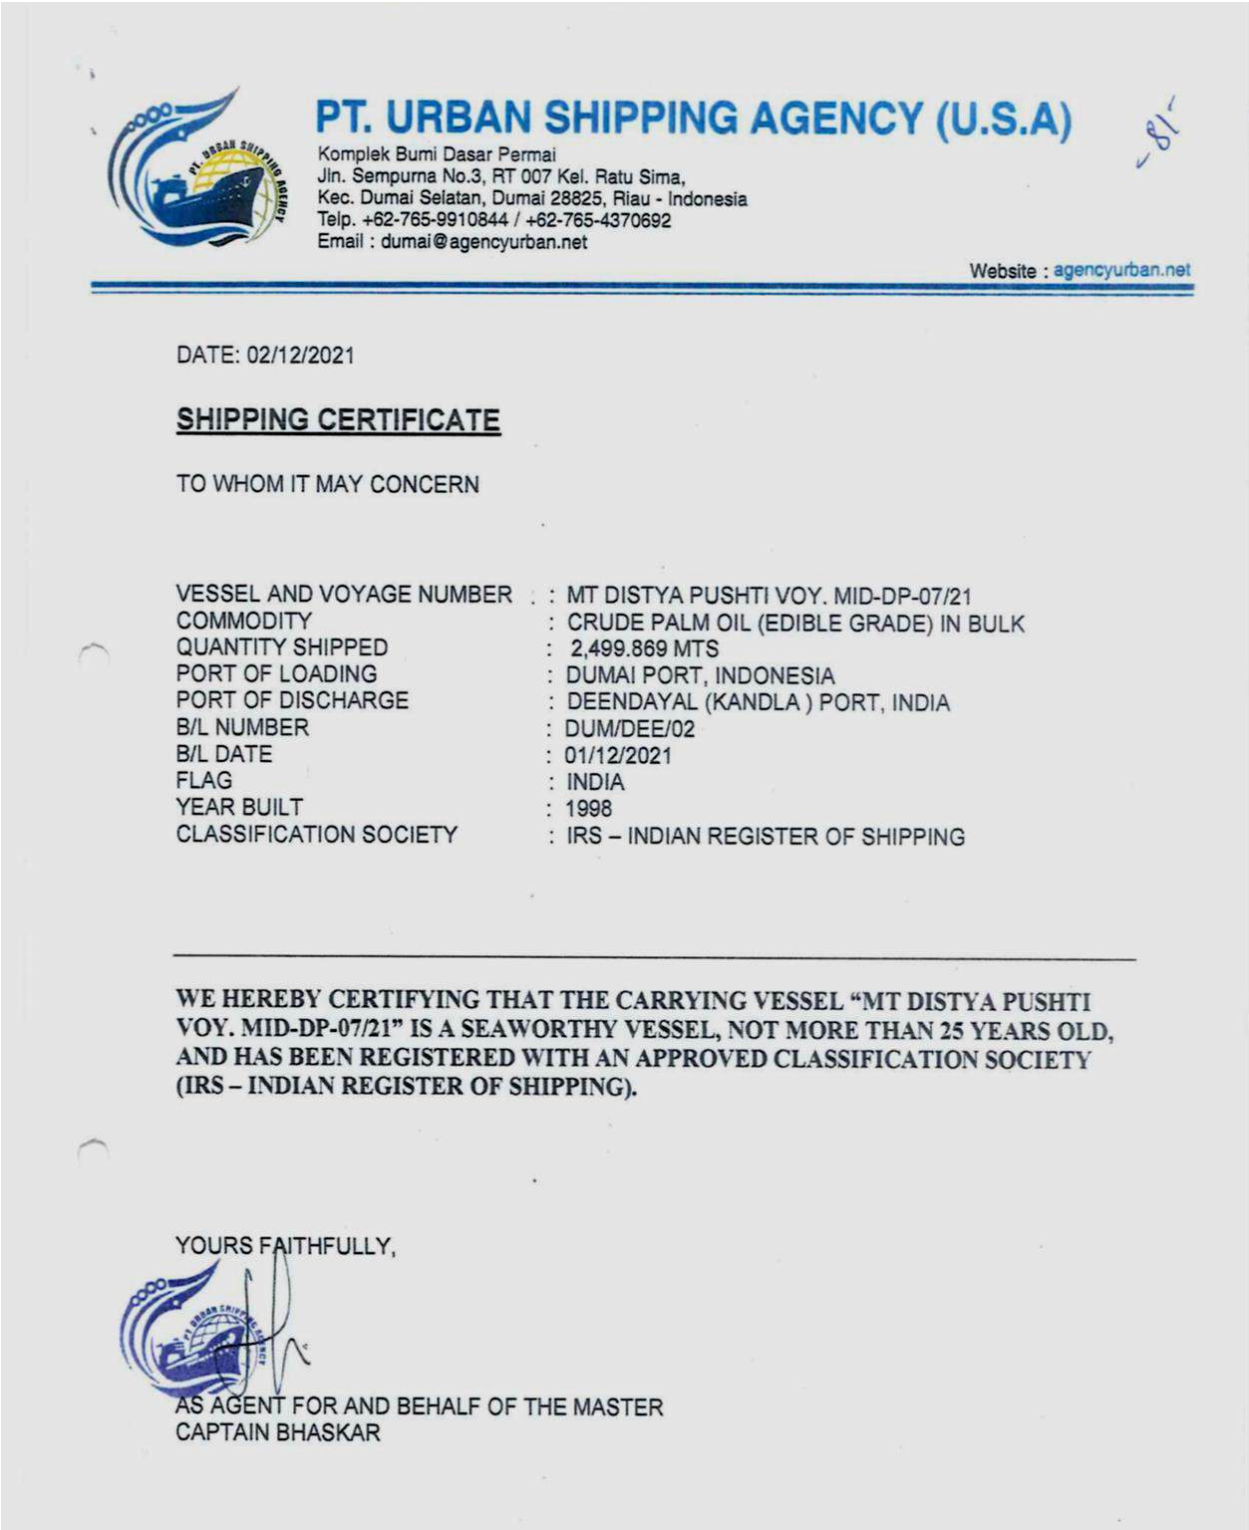 PT. URBAN SHIPPING AGENCY (U.S.A)
-81-
PT. URBAN SHIPPING AGENCY
Komplek Bumi Dasar Permai
Jln. Sempurna No.3, RT 007 Kel. Ratu Sima,
Kec. Dumai Selatan, Dumai 28825, Riau - Indonesia
Telp. +62-765-9910844 / +62-765-4370692
Email : dumai@agencyurban.net
Website : agencyurban.net
DATE: 02/12/2021
SHIPPING CERTIFICATE
TO WHOM IT MAY CONCERN
VESSEL AND VOYAGE NUMBER : MT DISTYA PUSHTI VOY. MID-DP-07/21
COMMODITY : CRUDE PALM OIL (EDIBLE GRADE) IN BULK
QUANTITY SHIPPED : 2,499.869 MTS
PORT OF LOADING : DUMAI PORT, INDONESIA
PORT OF DISCHARGE : DEENDAYAL (KANDLA ) PORT, INDIA
B/L NUMBER : DUM/DEE/02
B/L DATE : 01/12/2021
FLAG : INDIA
YEAR BUILT : 1998
CLASSIFICATION SOCIETY : IRS – INDIAN REGISTER OF SHIPPING
WE HEREBY CERTIFYING THAT THE CARRYING VESSEL “MT DISTYA PUSHTI
VOY. MID-DP-07/21” IS A SEAWORTHY VESSEL, NOT MORE THAN 25 YEARS OLD,
AND HAS BEEN REGISTERED WITH AN APPROVED CLASSIFICATION SOCIETY
(IRS – INDIAN REGISTER OF SHIPPING).
YOURS FAITHFULLY,
PT URBAN SHIPPING AGENCY
AS AGENT FOR AND BEHALF OF THE MASTER
CAPTAIN BHASKAR